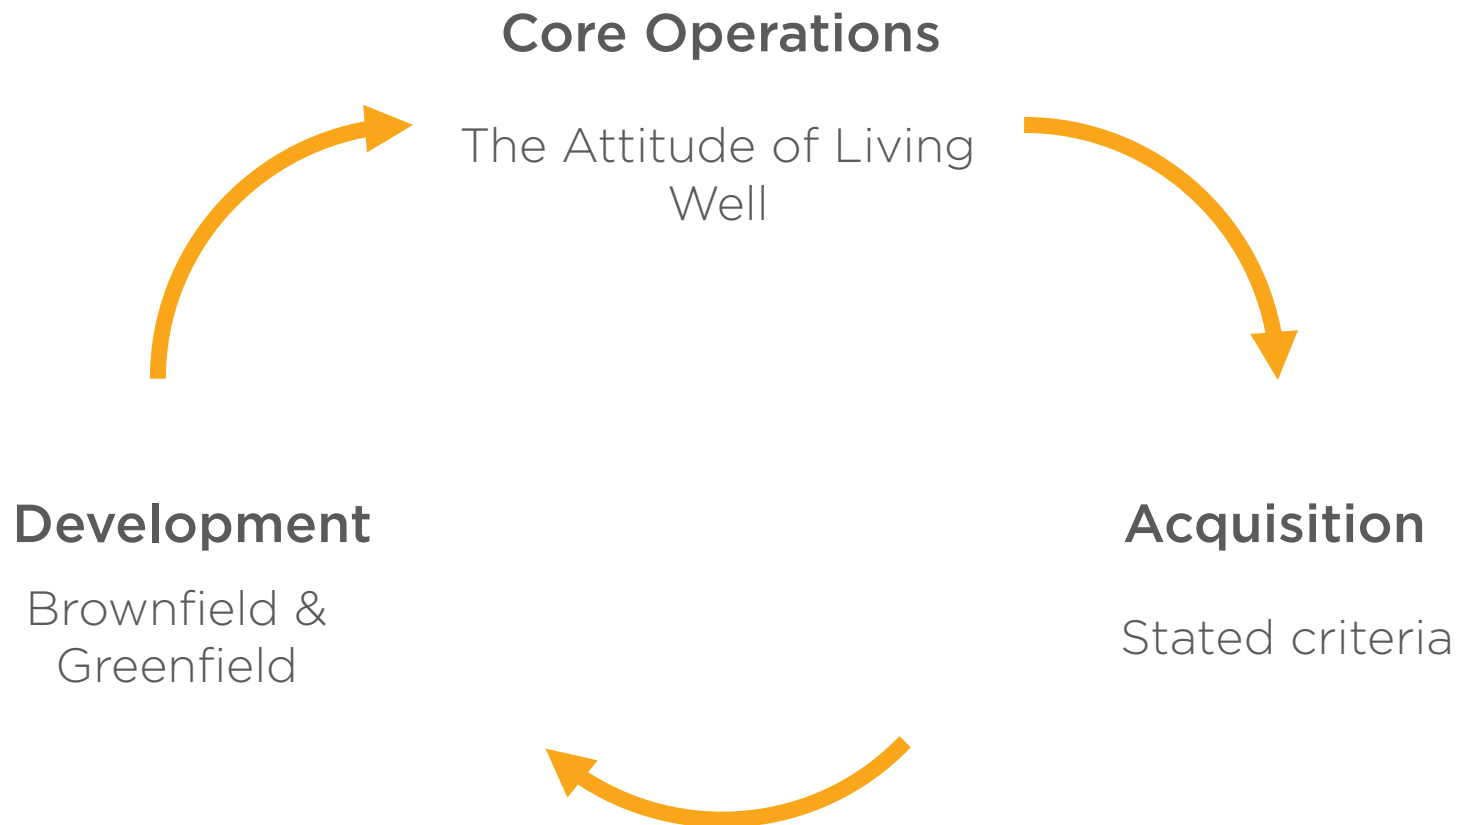 Core Operations
The Attitude of Living
Well
Development
Brownfield &
Greenfield
Acquisition
Stated criteria